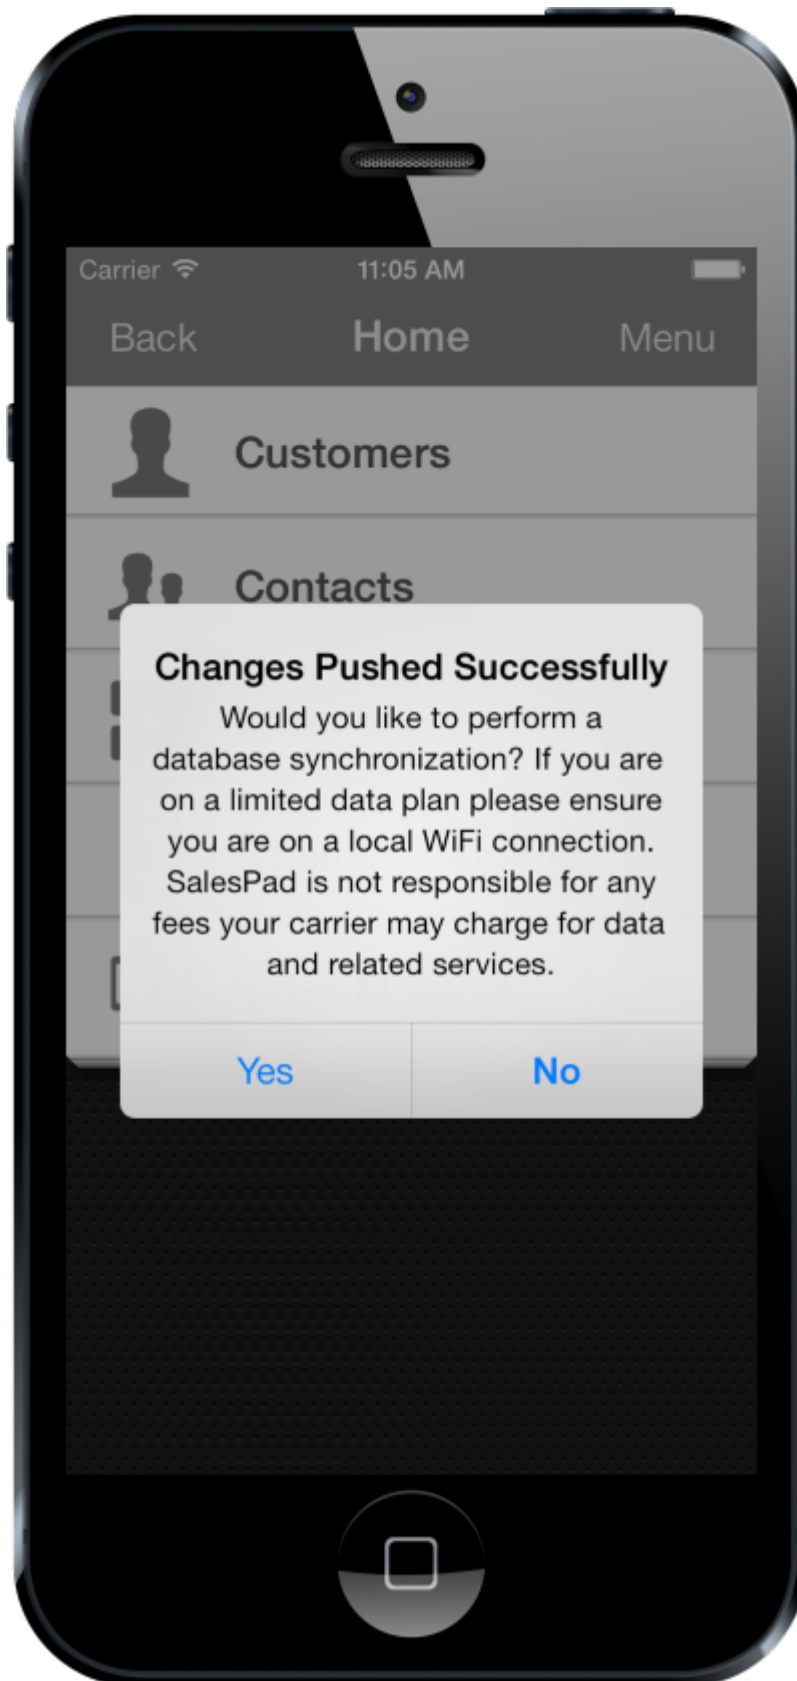 Carrier 11:05 AM
Back Home Menu
Customers
Contacts
Changes Pushed Successfully
Would you like to perform a
database synchronization? If you are
on a limited data plan please ensure
you are on a local WiFi connection.
SalesPad is not responsible for any
fees your carrier may charge for data
and related services.
Yes No